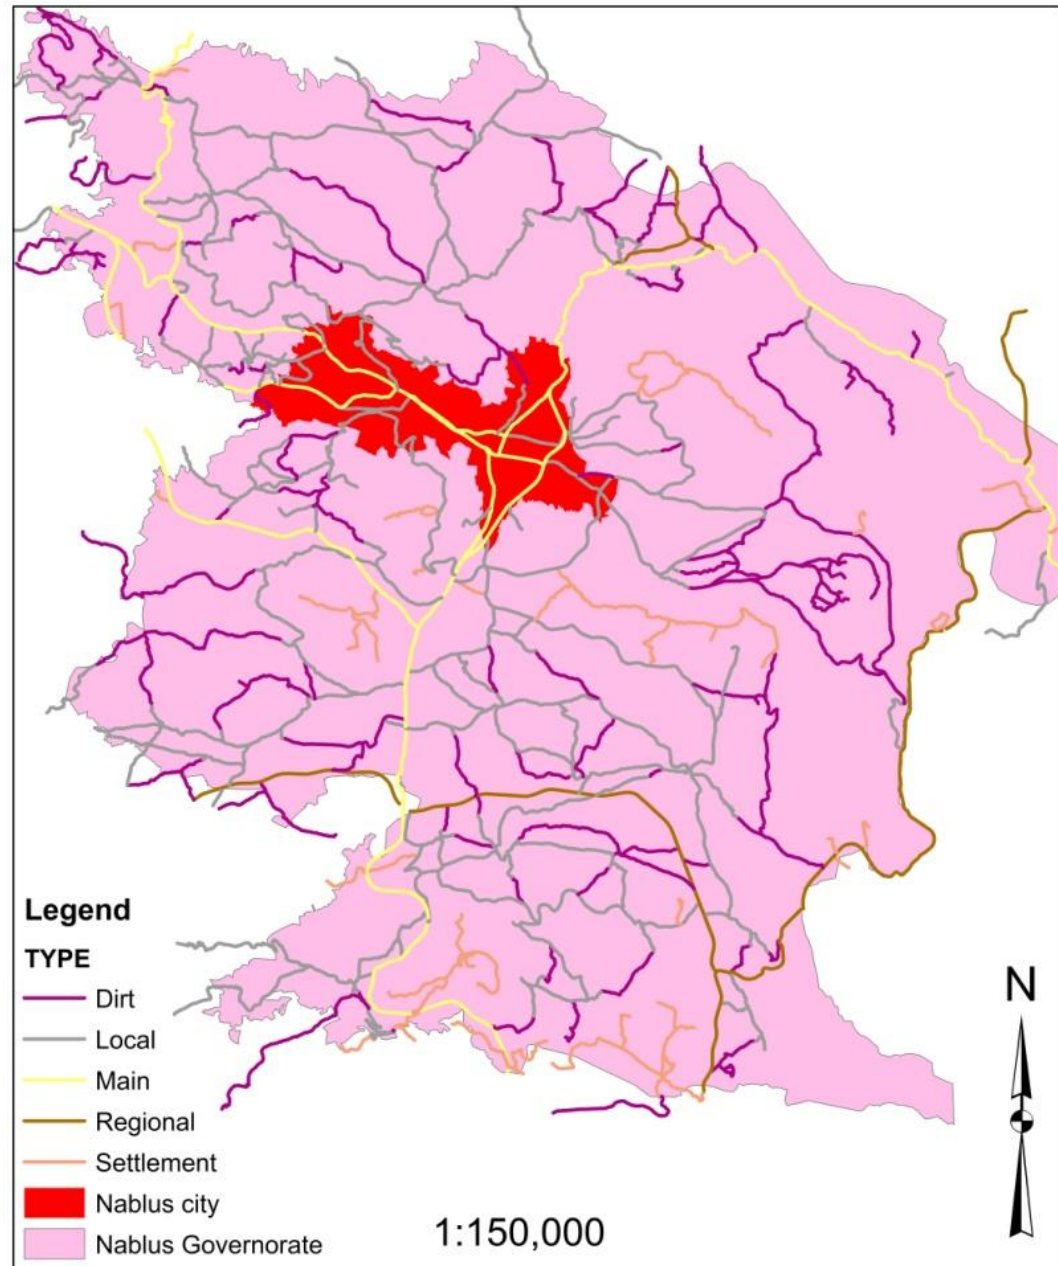 Legend
TYPE
Dirt
Local
Main
Regional
Settlement
Nablus city
Nablus Governorate
1:150,000
N